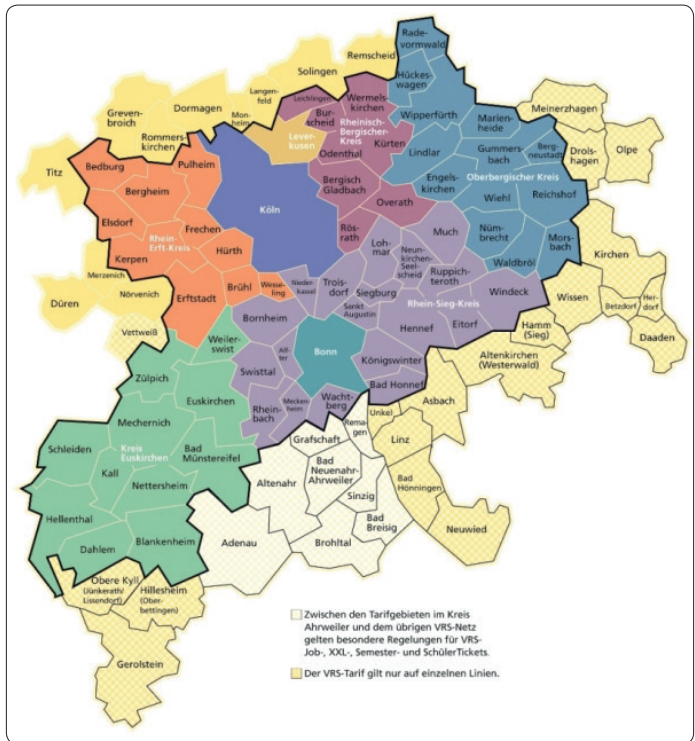 Rade-
vormwald
Remscheid
Solingen
Hückes-
wagen
Langen-
feld
Leichlingen
Wermels-
kirchen
Meinerzhagen
Dormagen
Greven-
broich
Mon-
heim
Bur-
scheid
Rheinisch-
Bergischer-
Kreis
Wipperfürth
Marien-
heide
Rommers-
kirchen
Lever-
kusen
Odenthal
Kürten
Lindlar
Gummers-
bach
Berg-
neustadt
Drols-
hagen
Olpe
Titz
Bedburg
Pulheim
Bergheim
Bergisch
Gladbach
Engels-
kirchen
Oberbergischer Kreis
Wiehl
Reichshof
Köln
Overath
Elsdorf
Frechen
Rös-
rath
Much
Nüm-
brecht
Mors-
bach
Rhein-
Erft-Kreis
Hürth
Loh-
mar
Neun-
kirchen-
Seel-
scheid
Ruppich-
teroth
Waldbröl
Kirchen
Kerpen
Merzenich
Nörvenich
Düren
Erftstadt
Brühl
Wesse-
ling
Nieder-
kassel
Trois-
dorf
Siegburg
Rhein-Sieg-Kreis
Windeck
Wissen
Betzdorf
Her-
dorf
Sankt
Augustin
Bornheim
Hennef
Eitorf
Hamm
(Sieg)
Daaden
Vettweiß
Weiler-
swist
Alf-
ter
Bonn
Königswinter
Altenkirchen
(Westerwald)
Swisttal
Zülpich
Euskirchen
Rhein-
bach
Mecken-
heim
Wacht-
berg
Bad Honnef
Asbach
Unkel
Mechernich
Rema-
gen
Grafschaft
Linz
Schleiden
Kreis
Euskirchen
Bad
Münstereifel
Kall
Nettersheim
Altenahr
Bad
Neuenahr-
Ahrweiler
Sinzig
Bad
Hönningen
Hellenthal
Bad
Breisig
Neuwied
Dahlem
Blankenheim
Adenau
Brohltal
Obere Kyll
(Jünkerath/
Lissendorf)
Hillesheim
(Ober-
bettingen)
Gerolstein
Zwischen den Tarifgebieten im Kreis
Ahrweiler und dem übrigen VRS-Netz
gelten besondere Regelungen für VRS-
Job-, XXL-, Semester- und SchülerTickets.
Der VRS-Tarif gilt nur auf einzelnen Linien.